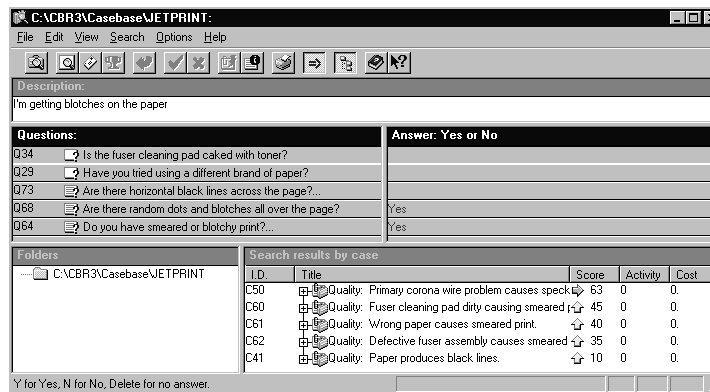 C:\CBR3\Casebase\JETPRINT:
File Edit View Search Options Help
Description:
I'm getting blotches on the paper
Questions: Answer: Yes or No
Q34 Is the fuser cleaning pad caked with toner?
Q29 Have you tried using a different brand of paper?
Q73 Are there horizontal black lines across the page?...
Q68 Are there random dots and blotches all over the page? Yes
Q64 Do you have smeared or blotchy print?... Yes
Folders Search results by case
C:\CBR3\Casebase\JETPRINT
I.D. Title Score Activity Cost
C50 Quality: Primary corona wire problem causes speck 63 0 0.
C60 Quality: Fuser cleaning pad dirty causing smeared p 45 0 0.
C61 Quality: Wrong paper causes smeared print. 40 0 0.
C62 Quality: Defective fuser assembly causes smeared 35 0 0.
C41 Quality: Paper produces black lines. 10 0 0.
Y for Yes, N for No, Delete for no answer.